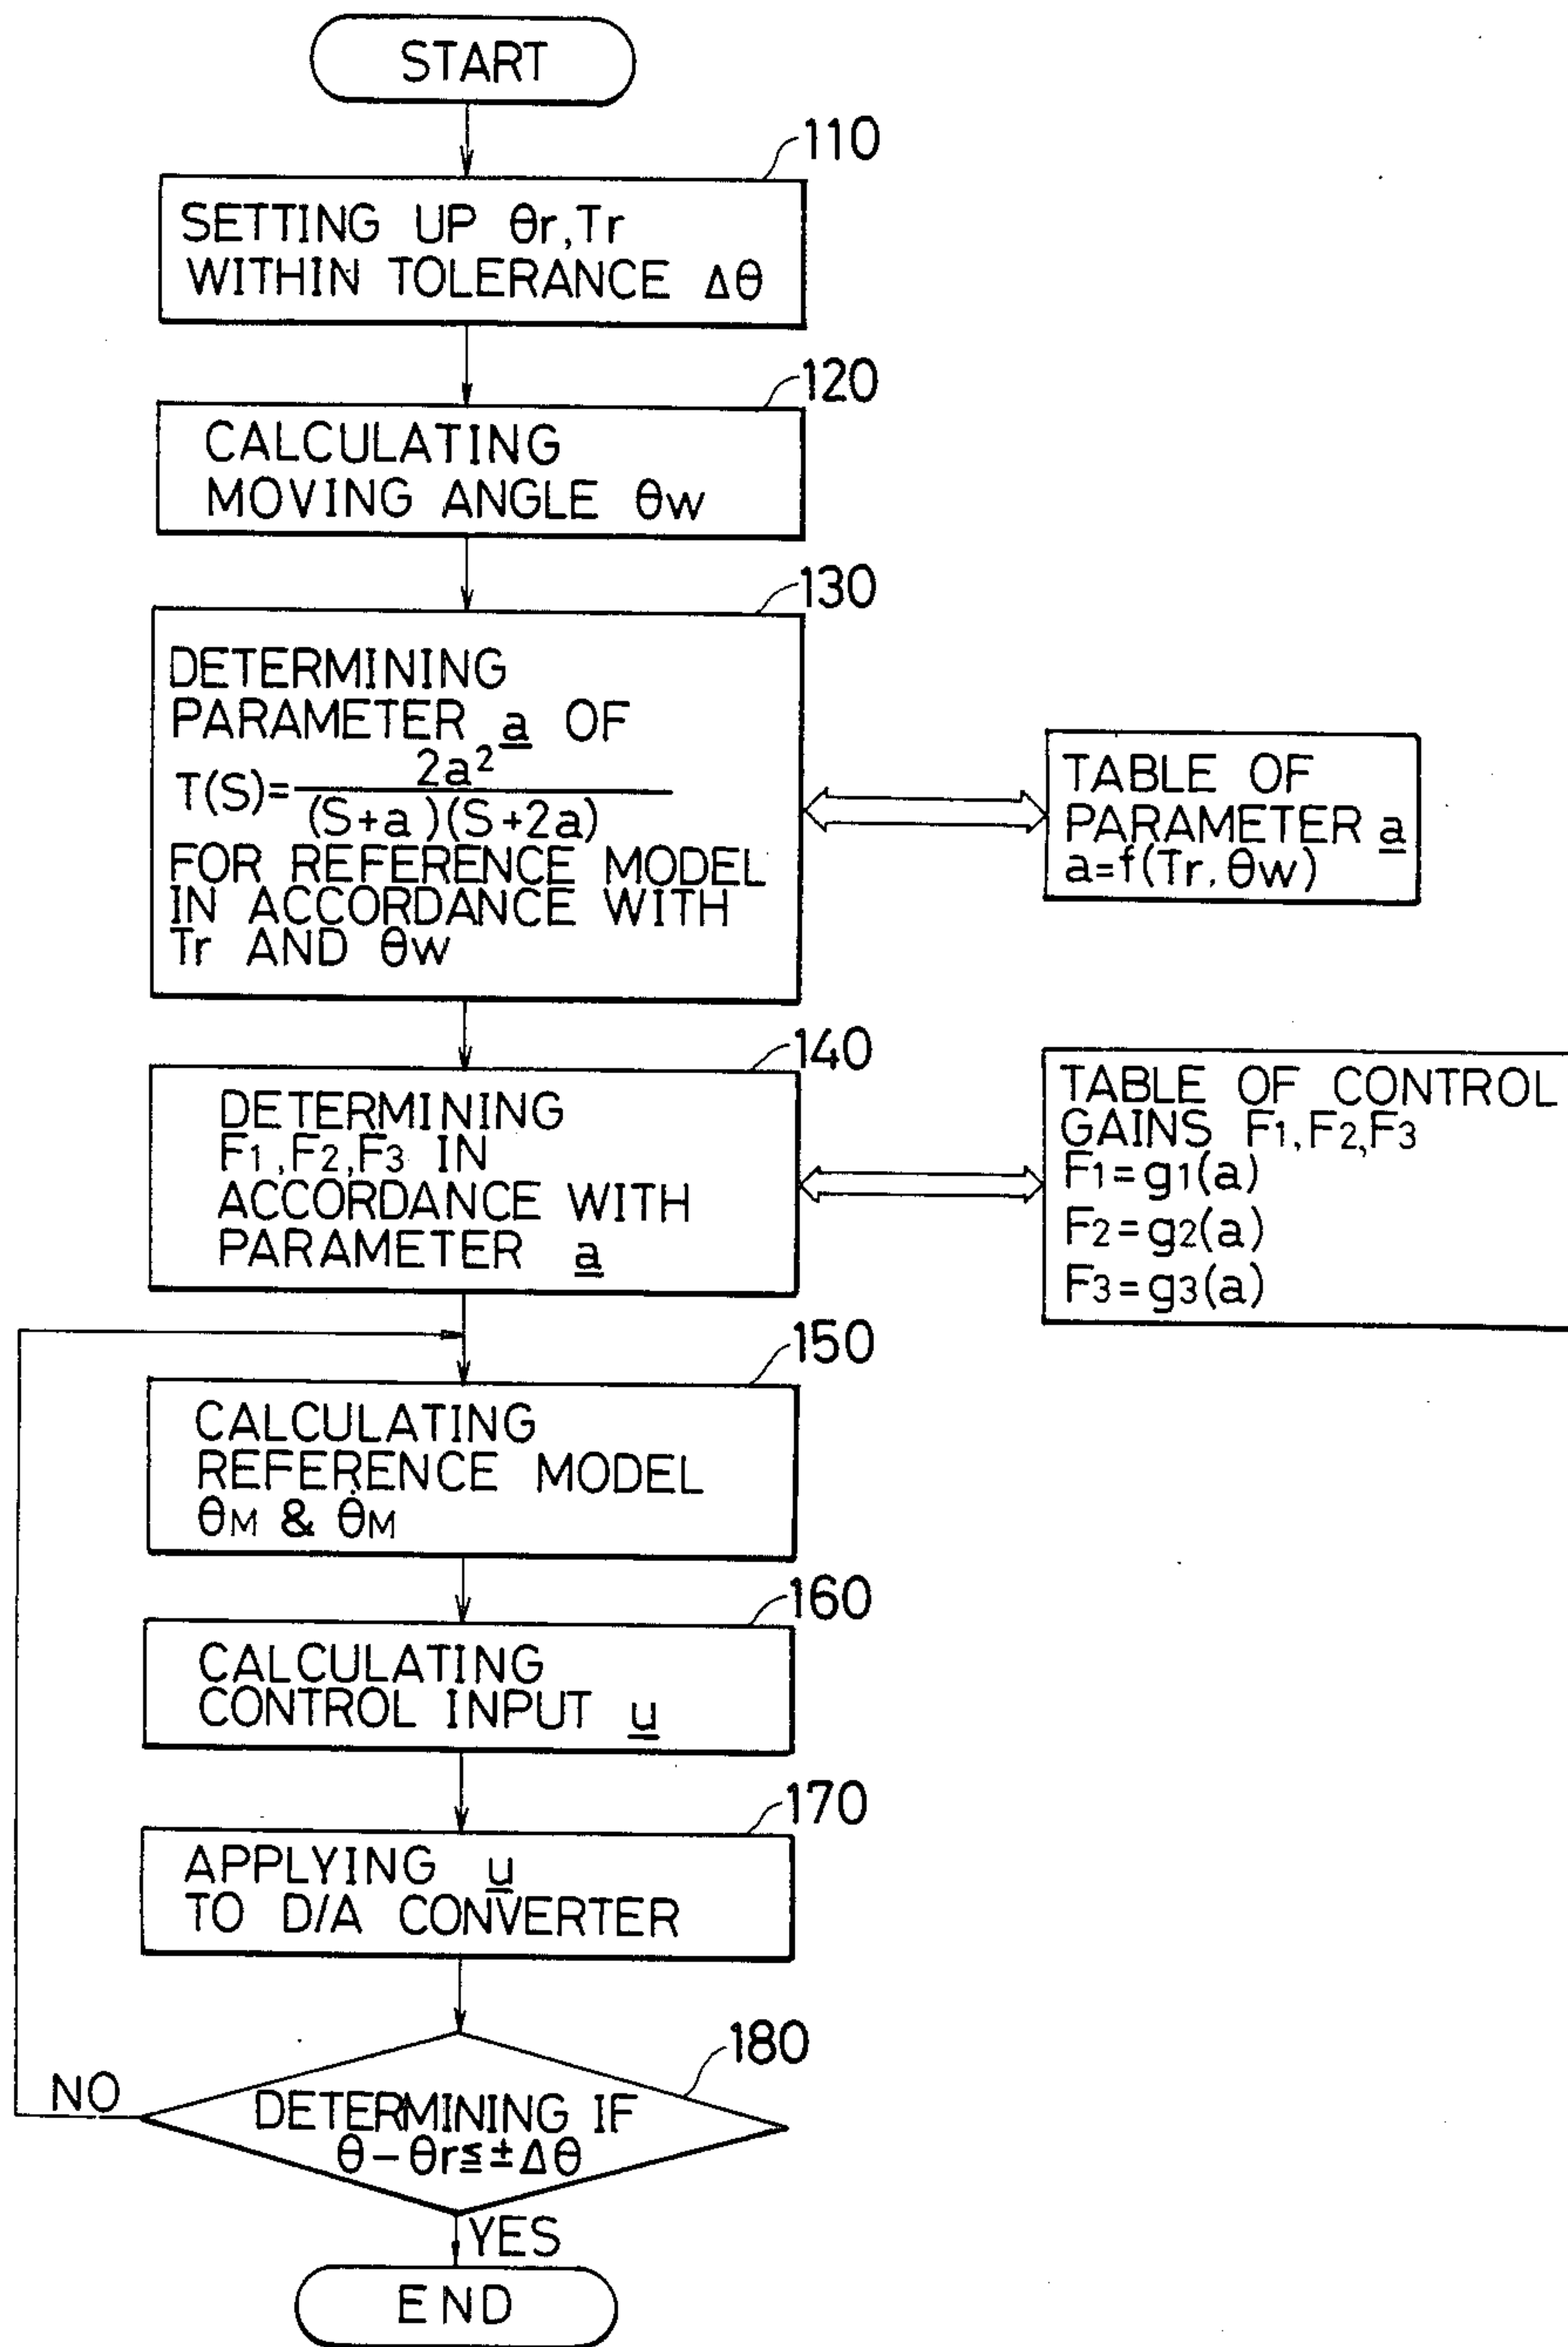 START
110
SETTING UP θr,Tr
WITHIN TOLERANCE Δθ
120
CALCULATING
MOVING ANGLE θw
130
DETERMINING
PARAMETER a OF
T(S)=2a²/(S+a)(S+2a)
FOR REFERENCE MODEL
IN ACCORDANCE WITH
Tr AND θw
TABLE OF
PARAMETER a
a=f(Tr,θw)
140
DETERMINING
F1,F2,F3 IN
ACCORDANCE WITH
PARAMETER a
TABLE OF CONTROL
GAINS F1,F2,F3
F1=g1(a)
F2=g2(a)
F3=g3(a)
150
CALCULATING
REFERENCE MODEL
θM & θ̇M
160
CALCULATING
CONTROL INPUT u
170
APPLYING u
TO D/A CONVERTER
180
NO
DETERMINING IF
θ-θr≦±Δθ
YES
END